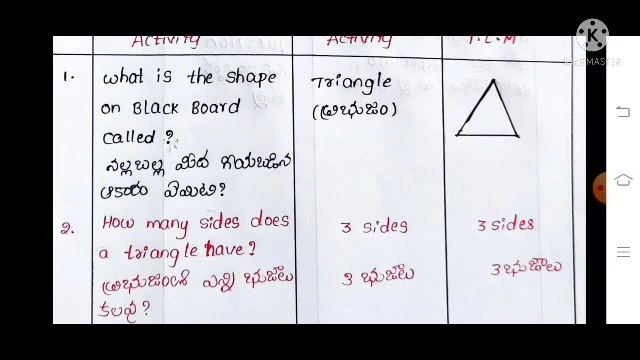 Activity Activity T.L.M
1. What is the shape Triangle
on Black Board (త్రిభుజం)
called ?
నల్లబల్ల మీద గీయబడిన
ఆకారం ఏమిటి?
2. How many sides does 3 sides 3 sides
a triangle have?
త్రిభుజంలో ఎన్ని భుజాలు 3 భుజాలు 3 భుజాలు
కలవు?
KINEMASTER